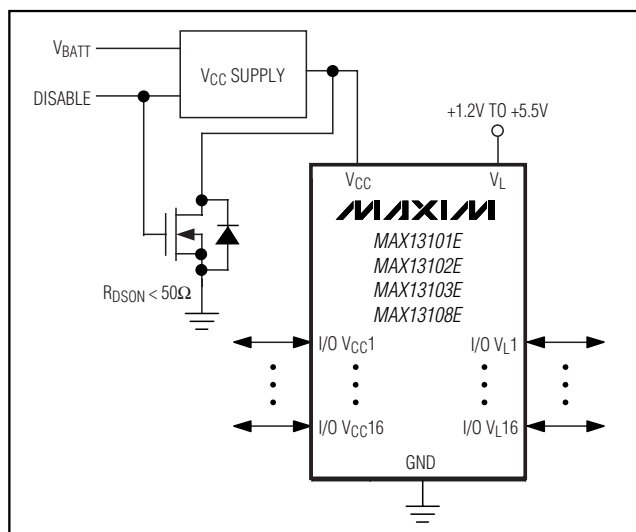 VBATT
VCC SUPPLY
DISABLE
+1.2V TO +5.5V
VCC
VL
MAXIM
MAX13101E
MAX13102E
MAX13103E
MAX13108E
RDSON < 50Ω
I/O VCC1
I/O VL1
I/O VCC16
I/O VL16
GND